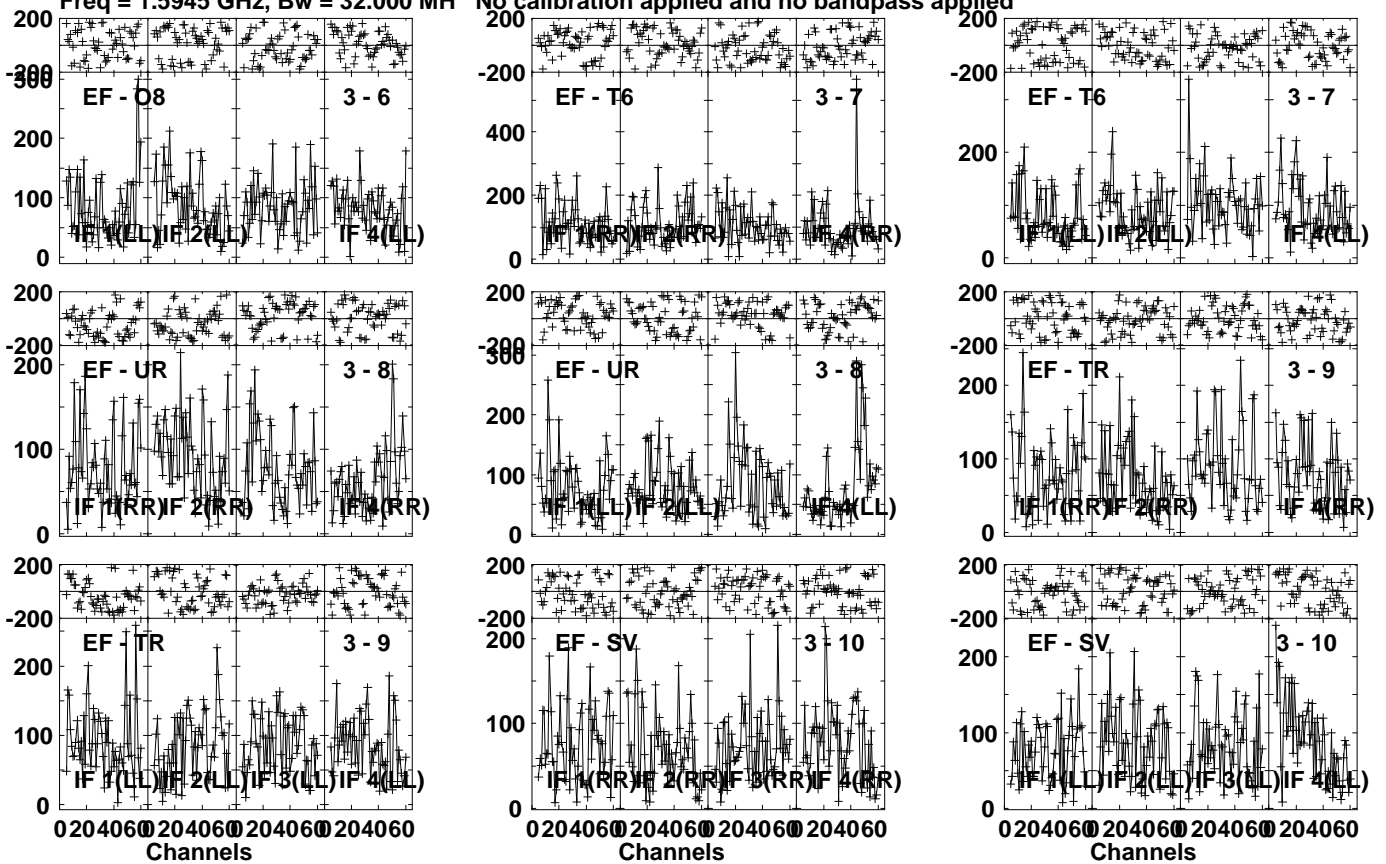 Freq = 1.5945 GHz, Bw = 32.000 MH No calibration applied and no bandpass applied
200 200 200
-200 -200 -200
300
EF - O8 3 - 6 EF - T6 3 - 7 EF - T6 3 - 7
200 400 200
100 200
IF 1(LL) IF 2(LL) IF 4(LL) IF 1(RR) IF 2(RR) IF 4(RR) IF 1(LL) IF 2(LL) IF 4(LL)
0 0 0
200 200 200
-200 -200 -200
300
EF - UR 3 - 8 EF - UR 3 - 8 EF - TR 3 - 9
200 200 200
100 100 100
IF 1(RR) IF 2(RR) IF 4(RR) IF 1(LL) IF 2(LL) IF 4(LL) IF 1(RR) IF 2(RR) IF 4(RR)
0 0 0
200 200 200
-200 -200 -200
EF - TR 3 - 9 EF - SV 3 - 10 EF - SV 3 - 10
200 200 200
100 100 100
IF 1(LL) IF 2(LL) IF 3(LL) IF 4(LL) IF 1(RR) IF 2(RR) IF 3(RR) IF 4(RR) IF 1(LL) IF 2(LL) IF 3(LL) IF 4(LL)
0 0 0
0 20 40 60 0 20 40 60 0 20 40 60 0 20 40 60 0 20 40 60 0 20 40 60 0 20 40 60 0 20 40 60 0 20 40 60 0 20 40 60 0 20 40 60 0 20 40 60
Channels Channels Channels